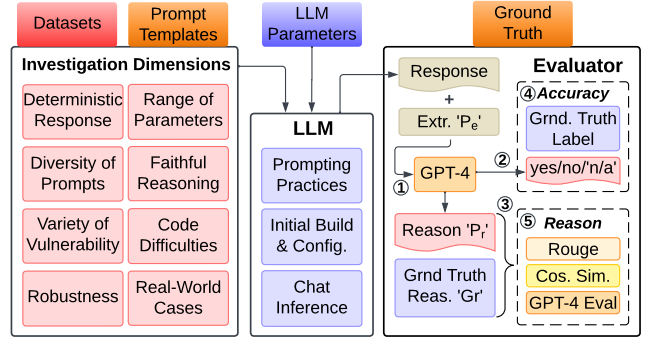 Datasets
Prompt
Templates
LLM
Parameters
Ground
Truth
Investigation Dimensions
Deterministic
Response
Range of
Parameters
Diversity of
Prompts
Faithful
Reasoning
Variety of
Vulnerability
Code
Difficulties
Robustness
Real-World
Cases
LLM
Prompting
Practices
Initial Build
& Config.
Chat
Inference
Evaluator
Response
+
Extr. 'Pe'
①
GPT-4
②
④ Accuracy
Grnd. Truth
Label
yes/no/'n/a'
③
Reason 'Pr'
Grnd Truth
Reas. 'Gr'
⑤ Reason
Rouge
Cos. Sim.
GPT-4 Eval